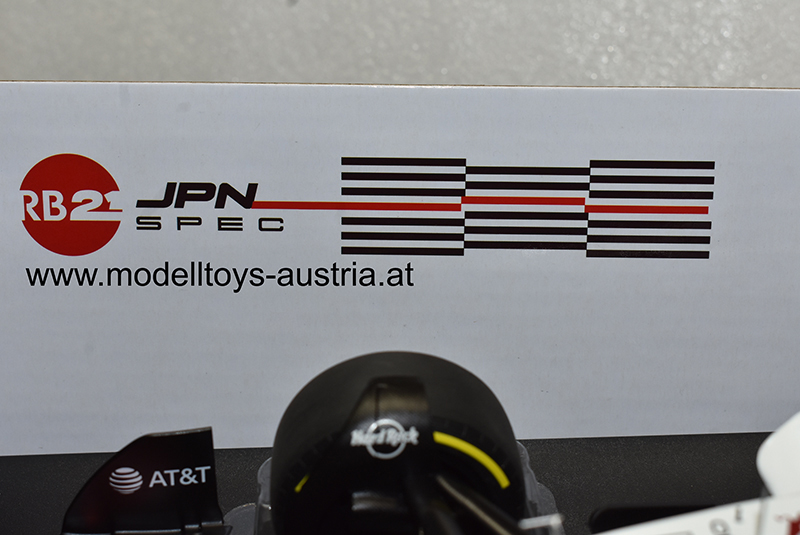 RB21
JPN
SPEC
www.modelltoys-austria.at
Hard Rock
AT&T